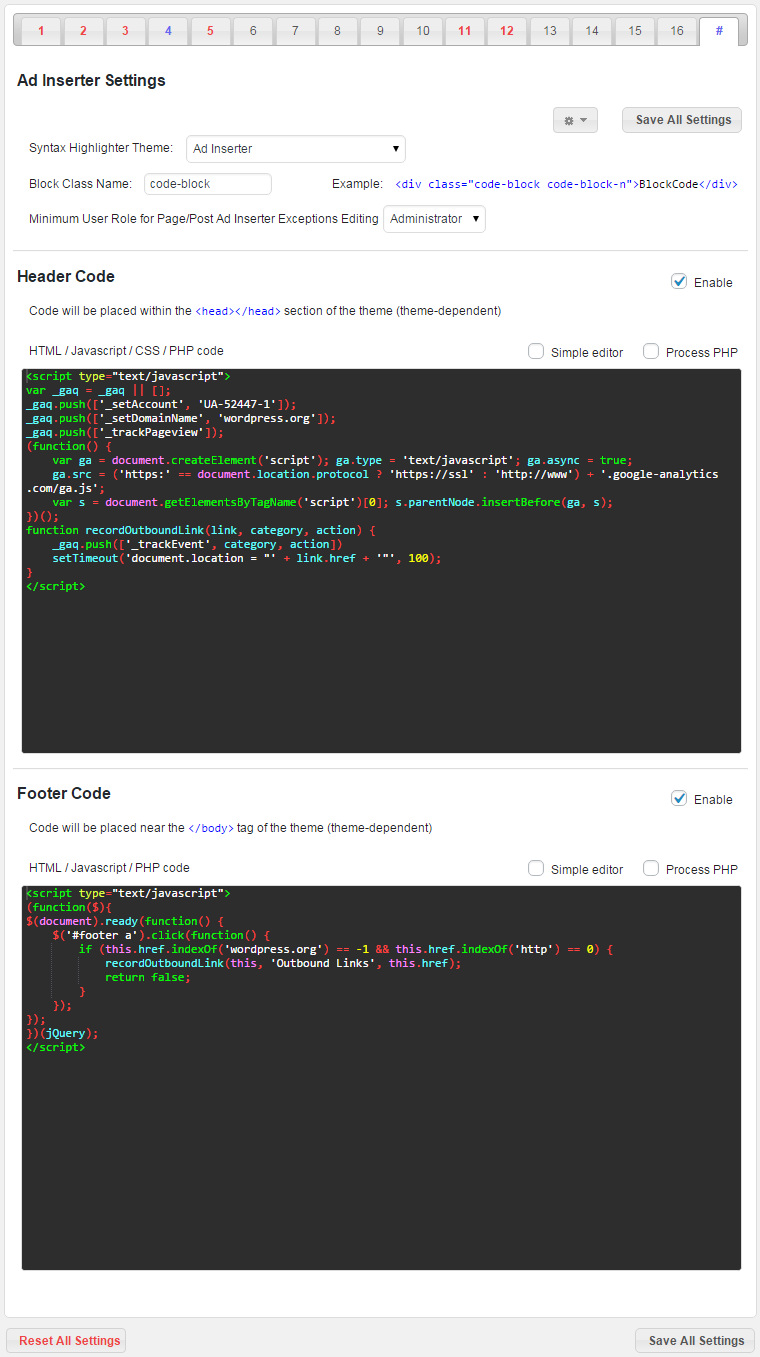 1 2 3 4 5 6 7 8 9 10 11 12 13 14 15 16 #
Ad Inserter Settings
Save All Settings
Syntax Highlighter Theme: Ad Inserter
Block Class Name: code-block Example: <div class="code-block code-block-n">BlockCode</div>
Minimum User Role for Page/Post Ad Inserter Exceptions Editing Administrator
Header Code
Enable
Code will be placed within the <head></head> section of the theme (theme-dependent)
HTML / Javascript / CSS / PHP code Simple editor Process PHP
<script type="text/javascript">
var _gaq = _gaq || [];
_gaq.push(['_setAccount', 'UA-52447-1']);
_gaq.push(['_setDomainName', 'wordpress.org']);
_gaq.push(['_trackPageview']);
(function() {
    var ga = document.createElement('script'); ga.type = 'text/javascript'; ga.async = true;
    ga.src = ('https:' == document.location.protocol ? 'https://ssl' : 'http://www') + '.google-analytics
.com/ga.js';
    var s = document.getElementsByTagName('script')[0]; s.parentNode.insertBefore(ga, s);
})();
function recordOutboundLink(link, category, action) {
    _gaq.push(['_trackEvent', category, action])
    setTimeout('document.location = "' + link.href + '"', 100);
}
</script>
Footer Code
Enable
Code will be placed near the </body> tag of the theme (theme-dependent)
HTML / Javascript / PHP code Simple editor Process PHP
<script type="text/javascript">
(function($){
$(document).ready(function() {
    $('#footer a').click(function() {
        if (this.href.indexOf('wordpress.org') == -1 && this.href.indexOf('http') == 0) {
            recordOutboundLink(this, 'Outbound Links', this.href);
            return false;
        }
    });
});
})(jQuery);
</script>
Reset All Settings Save All Settings